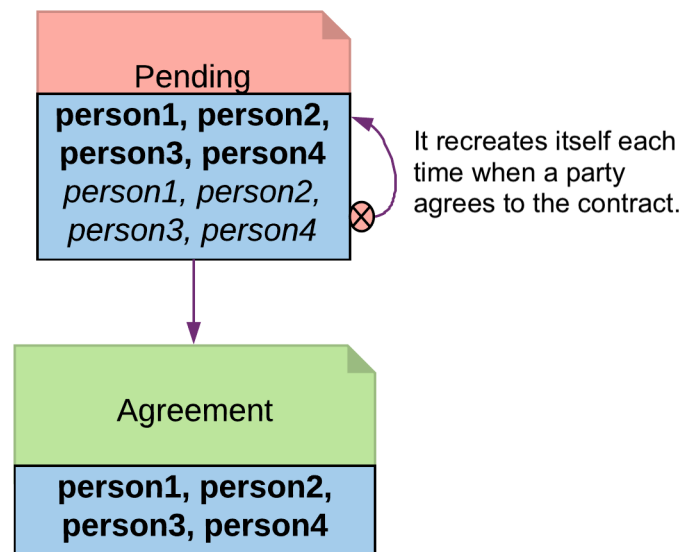 Pending
person1, person2,
person3, person4
person1, person2,
person3, person4
It recreates itself each
time when a party
agrees to the contract.
Agreement
person1, person2,
person3, person4